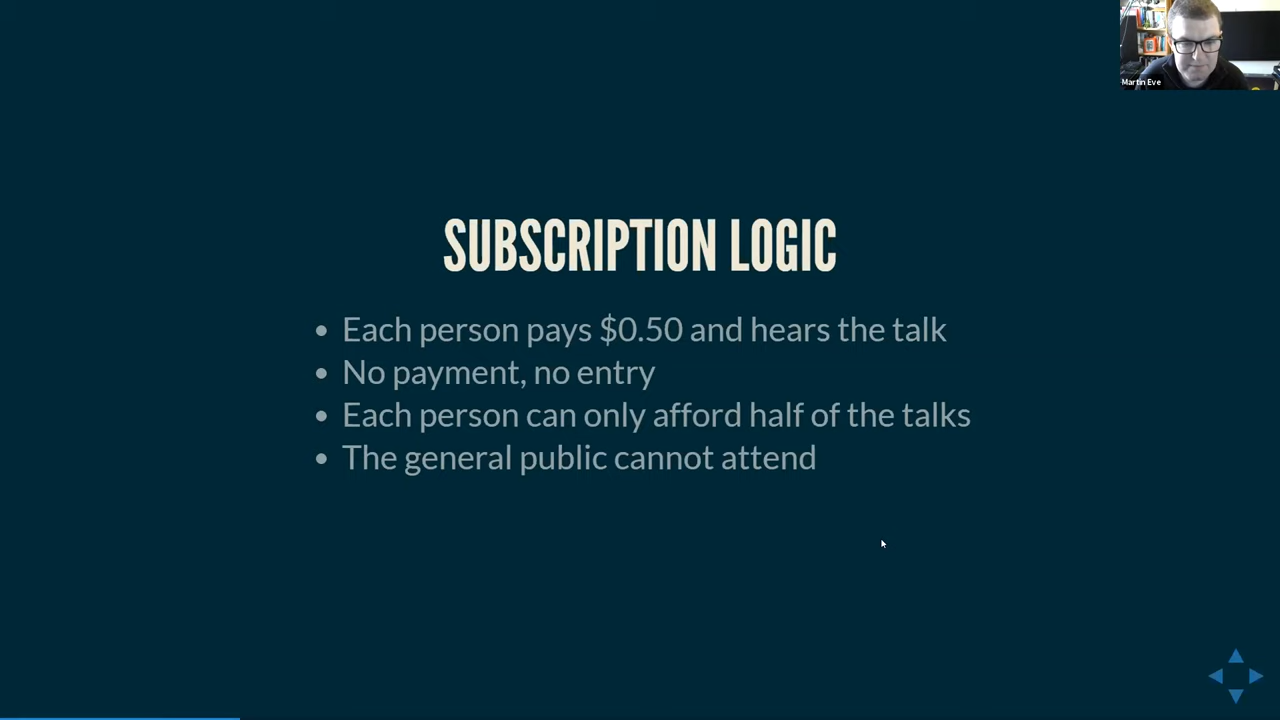 Martin Eve
SUBSCRIPTION LOGIC
• Each person pays $0.50 and hears the talk
• No payment, no entry
• Each person can only afford half of the talks
• The general public cannot attend